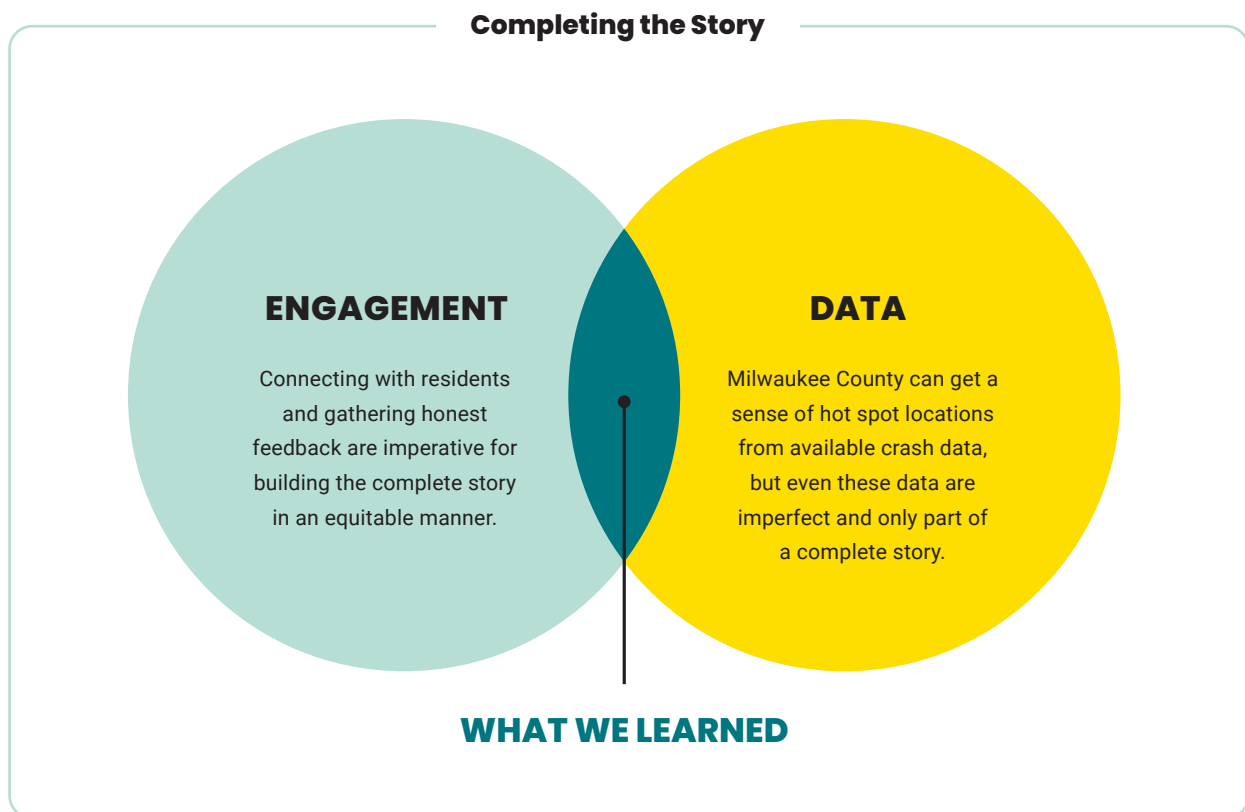 Completing the Story
ENGAGEMENT
Connecting with residents
and gathering honest
feedback are imperative for
building the complete story
in an equitable manner.
DATA
Milwaukee County can get a
sense of hot spot locations
from available crash data,
but even these data are
imperfect and only part of
a complete story.
WHAT WE LEARNED